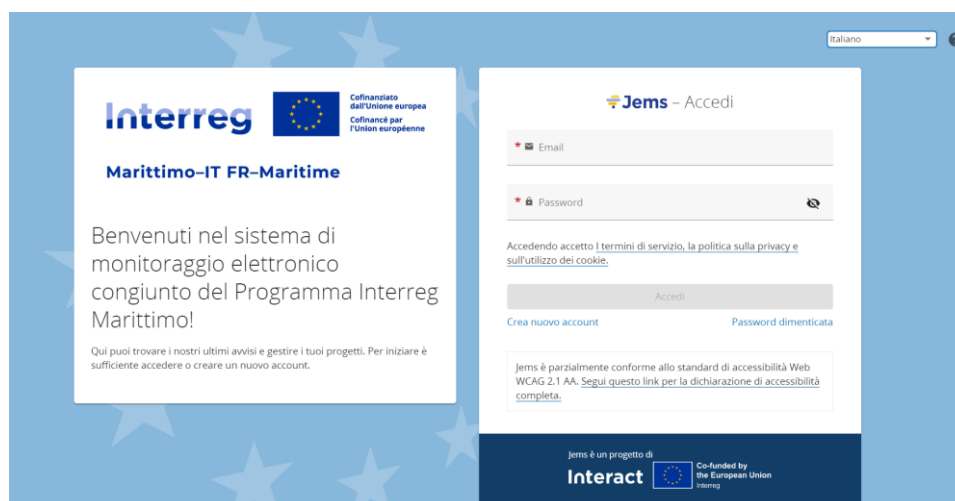 Italiano
Interreg
Cofinanziato
dall'Unione europea
Cofinancé par
l'Union européenne
Marittimo–IT FR–Maritime
Benvenuti nel sistema di
monitoraggio elettronico
congiunto del Programma Interreg
Marittimo!
Qui puoi trovare i nostri ultimi avvisi e gestire i tuoi progetti. Per iniziare è
sufficiente accedere o creare un nuovo account.
Jems – Accedi
* Email
* Password
Accedendo accetto I termini di servizio, la politica sulla privacy e
sull'utilizzo dei cookie.
Accedi
Crea nuovo account
Password dimenticata
Jems è parzialmente conforme allo standard di accessibilità Web
WCAG 2.1 AA. Segui questo link per la dichiarazione di accessibilità
completa.
Jems è un progetto di
Interact
Co-funded by
the European Union
Interreg